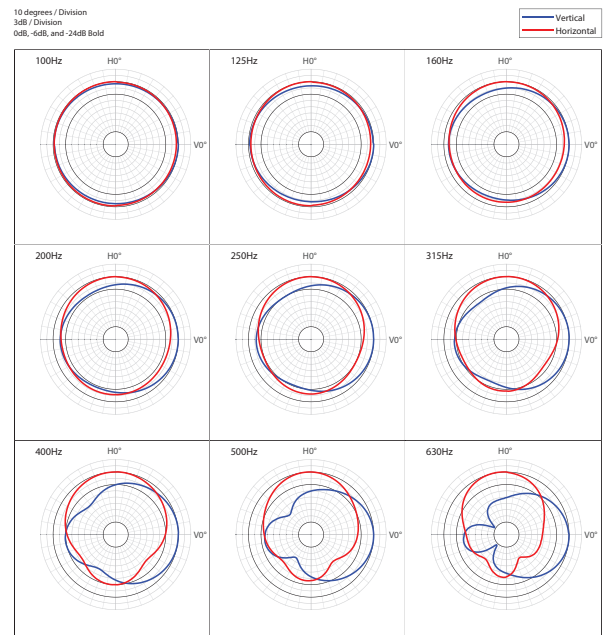 10 degrees / Division
3dB / Division
0dB, -6dB, and -24dB Bold
Vertical
Horizontal
100Hz
H0°
V0°
125Hz
H0°
V0°
160Hz
H0°
V0°
200Hz
H0°
V0°
250Hz
H0°
V0°
315Hz
H0°
V0°
400Hz
H0°
V0°
500Hz
H0°
V0°
630Hz
H0°
V0°